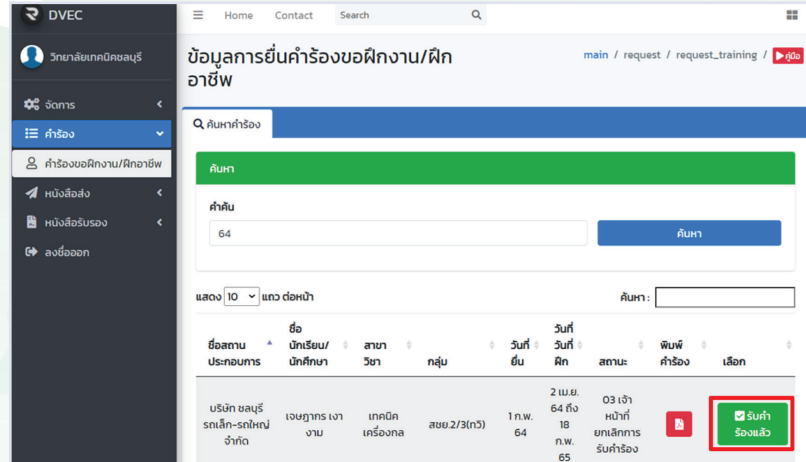 DVEC
Home Contact Search
วิทยาลัยเทคนิคชลบุรี
ข้อมูลการยื่นคำร้องขอฝึกงาน/ฝึก
อาชีพ
main / request / request_training / คู่มือ
จัดการ
คำร้อง
คำร้องขอฝึกงาน/ฝึกอาชีพ
หนังสือส่ง
หนังสือรับรอง
ลงชื่อออก
ค้นหาคำร้อง
ค้นหา
คำค้น
64
ค้นหา
แสดง 10 แถว ต่อหน้า
ค้นหา :
ชื่อสถาน
ประกอบการ
ชื่อ
นักเรียน/
นักศึกษา
สาขา
วิชา
กลุ่ม
วันที่
ยื่น
วันที่
วันที่
ฝึก
สถานะ
พิมพ์
คำร้อง
เลือก
บริษัท ชลบุรี
รถเล็ก-รถใหญ่
จำกัด
เจษฎากร เงา
งาม
เทคนิค
เครื่องกล
สชย.2/3(ทวิ)
1 ก.พ.
64
2 เม.ย.
64 ถึง
18
ก.พ.
65
03 เจ้า
หน้าที่
ยกเลิกการ
รับคำร้อง
รับคำ
ร้องแล้ว